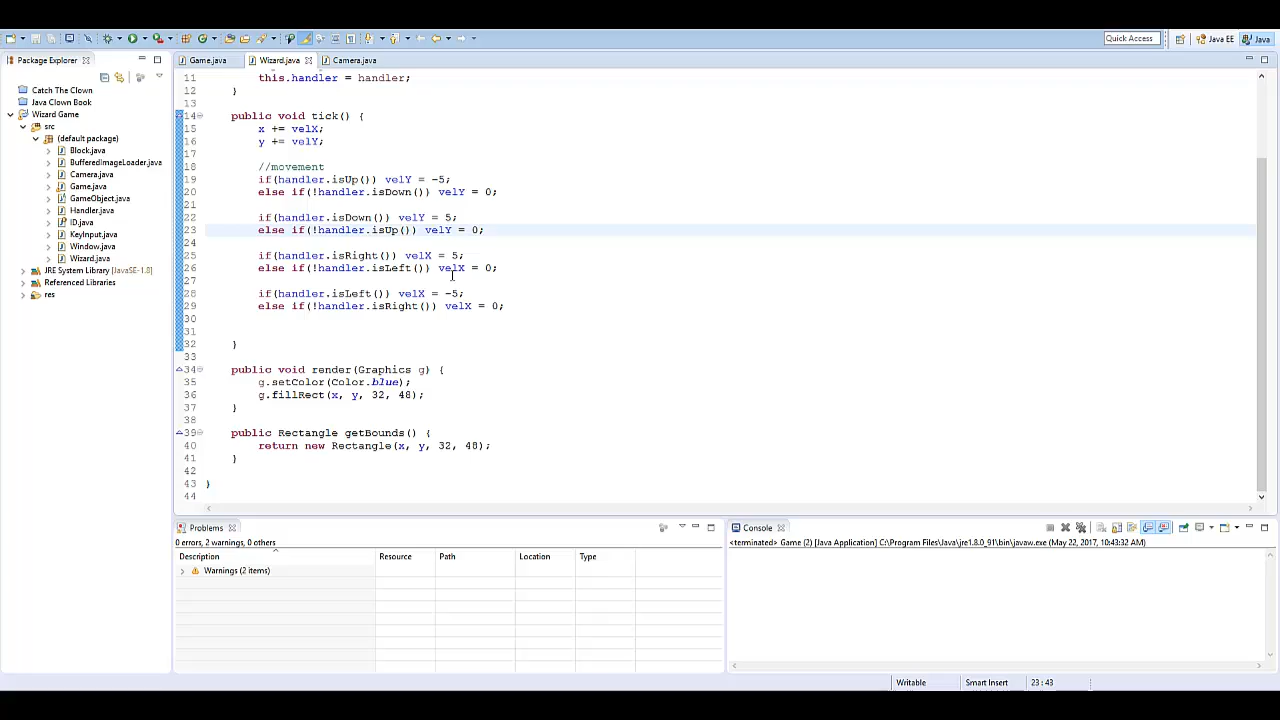 Quick Access
Java EE
Java
Package Explorer
Game.java
Wizard.java
Camera.java
Catch The Clown
Java Clown Book
Wizard Game
src
(default package)
Block.java
BufferedImageLoader.java
Camera.java
Game.java
GameObject.java
Handler.java
ID.java
KeyInput.java
Window.java
Wizard.java
JRE System Library [JavaSE-1.8]
Referenced Libraries
res
11 this.handler = handler;
12 }
13
14 public void tick() {
15 x += velX;
16 y += velY;
17
18 //movement
19 if(handler.isUp()) velY = -5;
20 else if(!handler.isDown()) velY = 0;
21
22 if(handler.isDown()) velY = 5;
23 else if(!handler.isUp()) velY = 0;
24
25 if(handler.isRight()) velX = 5;
26 else if(!handler.isLeft()) velX = 0;
27
28 if(handler.isLeft()) velX = -5;
29 else if(!handler.isRight()) velX = 0;
30
31
32 }
33
34 public void render(Graphics g) {
35 g.setColor(Color.blue);
36 g.fillRect(x, y, 32, 48);
37 }
38
39 public Rectangle getBounds() {
40 return new Rectangle(x, y, 32, 48);
41 }
42
43 }
44
Problems
0 errors, 2 warnings, 0 others
Description Resource Path Location Type
Warnings (2 items)
Console
<terminated> Game (2) [Java Application] C:\Program Files\Java\jre1.8.0_91\bin\javaw.exe (May 22, 2017, 10:43:32 AM)
Writable Smart Insert 23 : 43